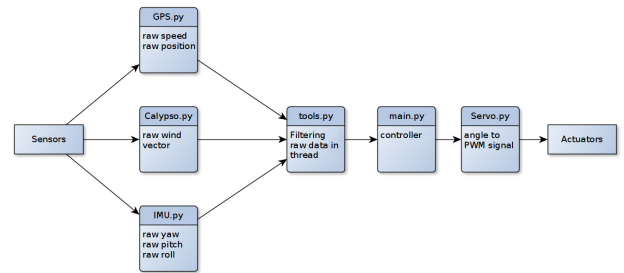 GPS.py
raw speed
raw position
Sensors
Calypso.py
raw wind
vector
IMU.py
raw yaw
raw pitch
raw roll
tools.py
Filtering
raw data in
thread
main.py
controller
Servo.py
angle to
PWM signal
Actuators